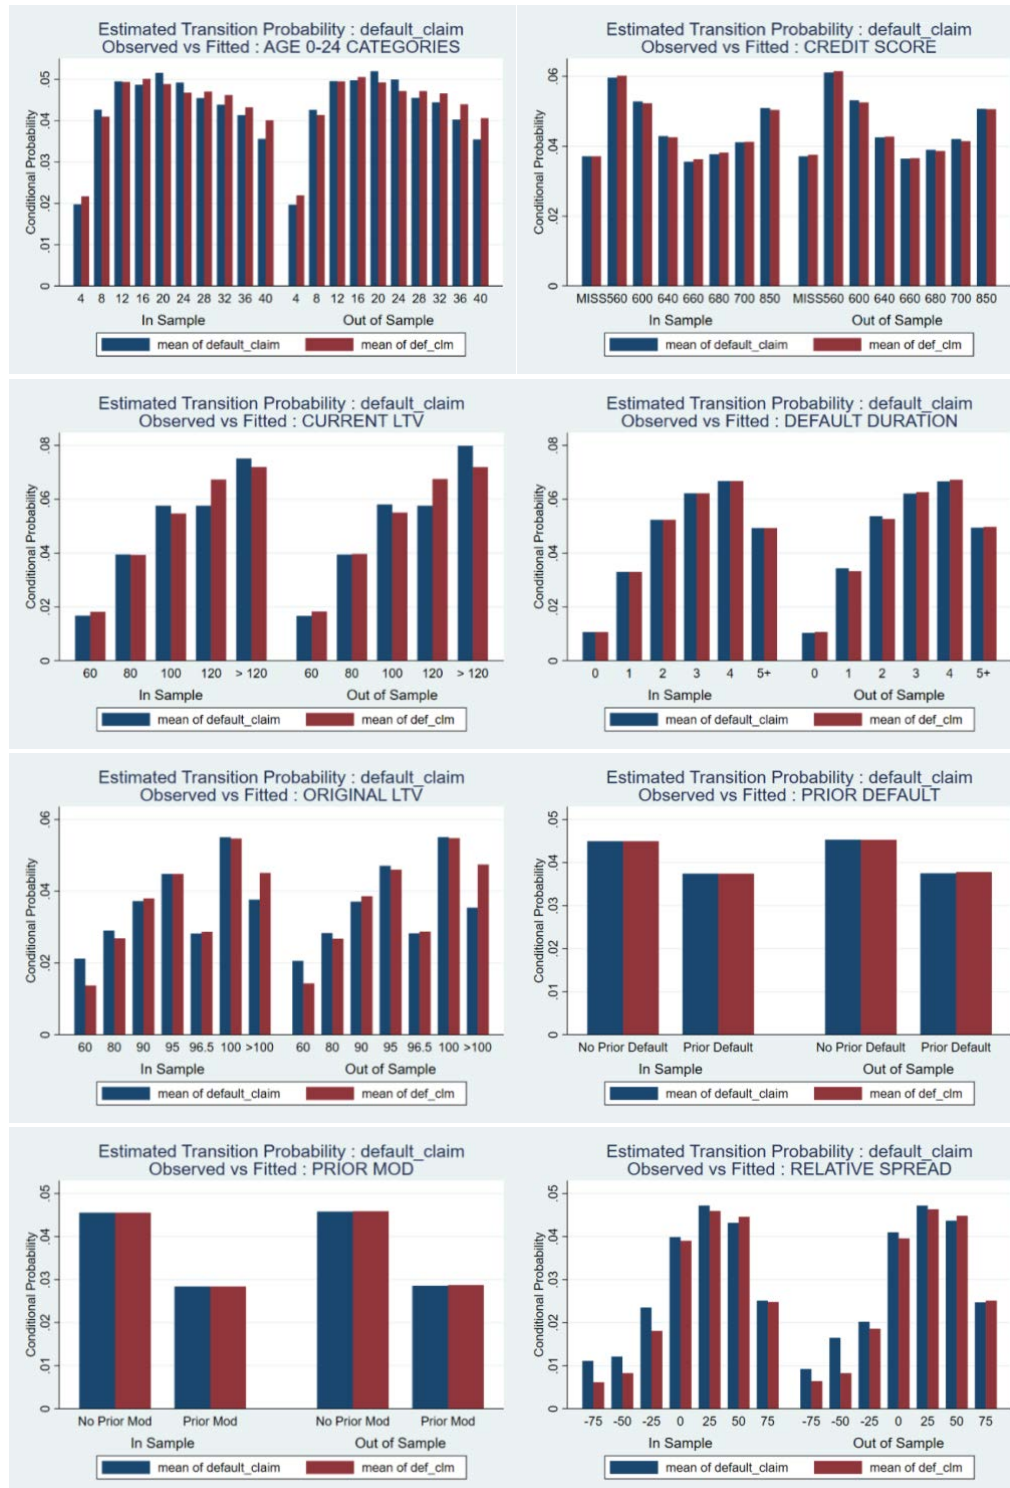 Estimated Transition Probability : default_claim
Observed vs Fitted : AGE 0-24 CATEGORIES
Conditional Probability
0 .01 .02 .03 .04 .05
4 8 12 16 20 24 28 32 36 40 4 8 12 16 20 24 28 32 36 40
In Sample Out of Sample
mean of default_claim mean of def_clm
Estimated Transition Probability : default_claim
Observed vs Fitted : CREDIT SCORE
Conditional Probability
0 .02 .04 .06
MISS560 600 640 660 680 700 850 MISS560 600 640 660 680 700 850
In Sample Out of Sample
mean of default_claim mean of def_clm
Estimated Transition Probability : default_claim
Observed vs Fitted : CURRENT LTV
Conditional Probability
0 .02 .04 .06 .08
60 80 100 120 > 120 60 80 100 120 > 120
In Sample Out of Sample
mean of default_claim mean of def_clm
Estimated Transition Probability : default_claim
Observed vs Fitted : DEFAULT DURATION
Conditional Probability
0 .02 .04 .06 .08
0 1 2 3 4 5+ 0 1 2 3 4 5+
In Sample Out of Sample
mean of default_claim mean of def_clm
Estimated Transition Probability : default_claim
Observed vs Fitted : ORIGINAL LTV
Conditional Probability
0 .02 .04 .06
60 80 90 95 96.5 100 >100 60 80 90 95 96.5 100 >100
In Sample Out of Sample
mean of default_claim mean of def_clm
Estimated Transition Probability : default_claim
Observed vs Fitted : PRIOR DEFAULT
Conditional Probability
0 .01 .02 .03 .04 .05
No Prior Default Prior Default No Prior Default Prior Default
In Sample Out of Sample
mean of default_claim mean of def_clm
Estimated Transition Probability : default_claim
Observed vs Fitted : PRIOR MOD
Conditional Probability
0 .01 .02 .03 .04 .05
No Prior Mod Prior Mod No Prior Mod Prior Mod
In Sample Out of Sample
mean of default_claim mean of def_clm
Estimated Transition Probability : default_claim
Observed vs Fitted : RELATIVE SPREAD
Conditional Probability
0 .01 .02 .03 .04 .05
-75 -50 -25 0 25 50 75 -75 -50 -25 0 25 50 75
In Sample Out of Sample
mean of default_claim mean of def_clm